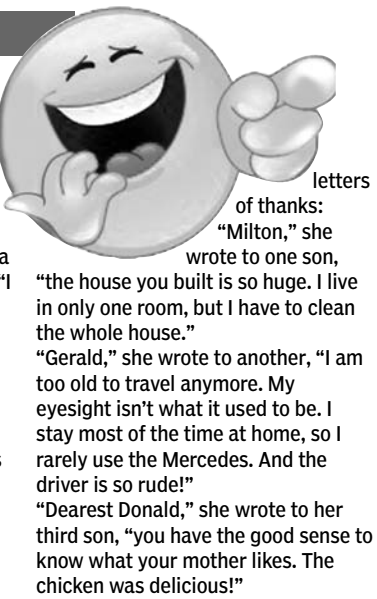 letters
of thanks:
“Milton,” she
wrote to one son,
“the house you built is so huge. I live
in only one room, but I have to clean
the whole house.”
“Gerald,” she wrote to another, “I am
too old to travel anymore. My
eyesight isn’t what it used to be. I
stay most of the time at home, so I
rarely use the Mercedes. And the
driver is so rude!”
“Dearest Donald,” she wrote to her
third son, “you have the good sense to
know what your mother likes. The
chicken was delicious!”
a
“I
s